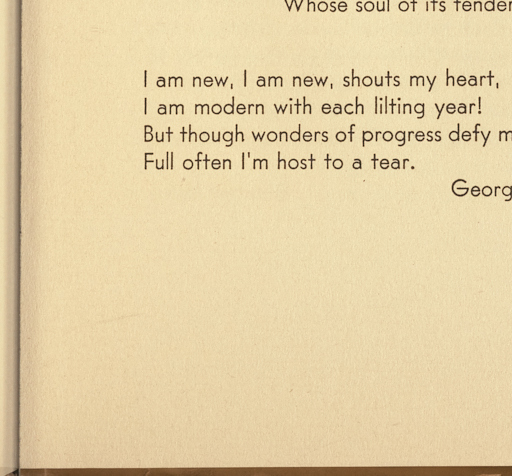 Whose soul of its tender
I am new, I am new, shouts my heart,
I am modern with each lilting year!
But though wonders of progress defy m
Full often I'm host to a tear.
Georg